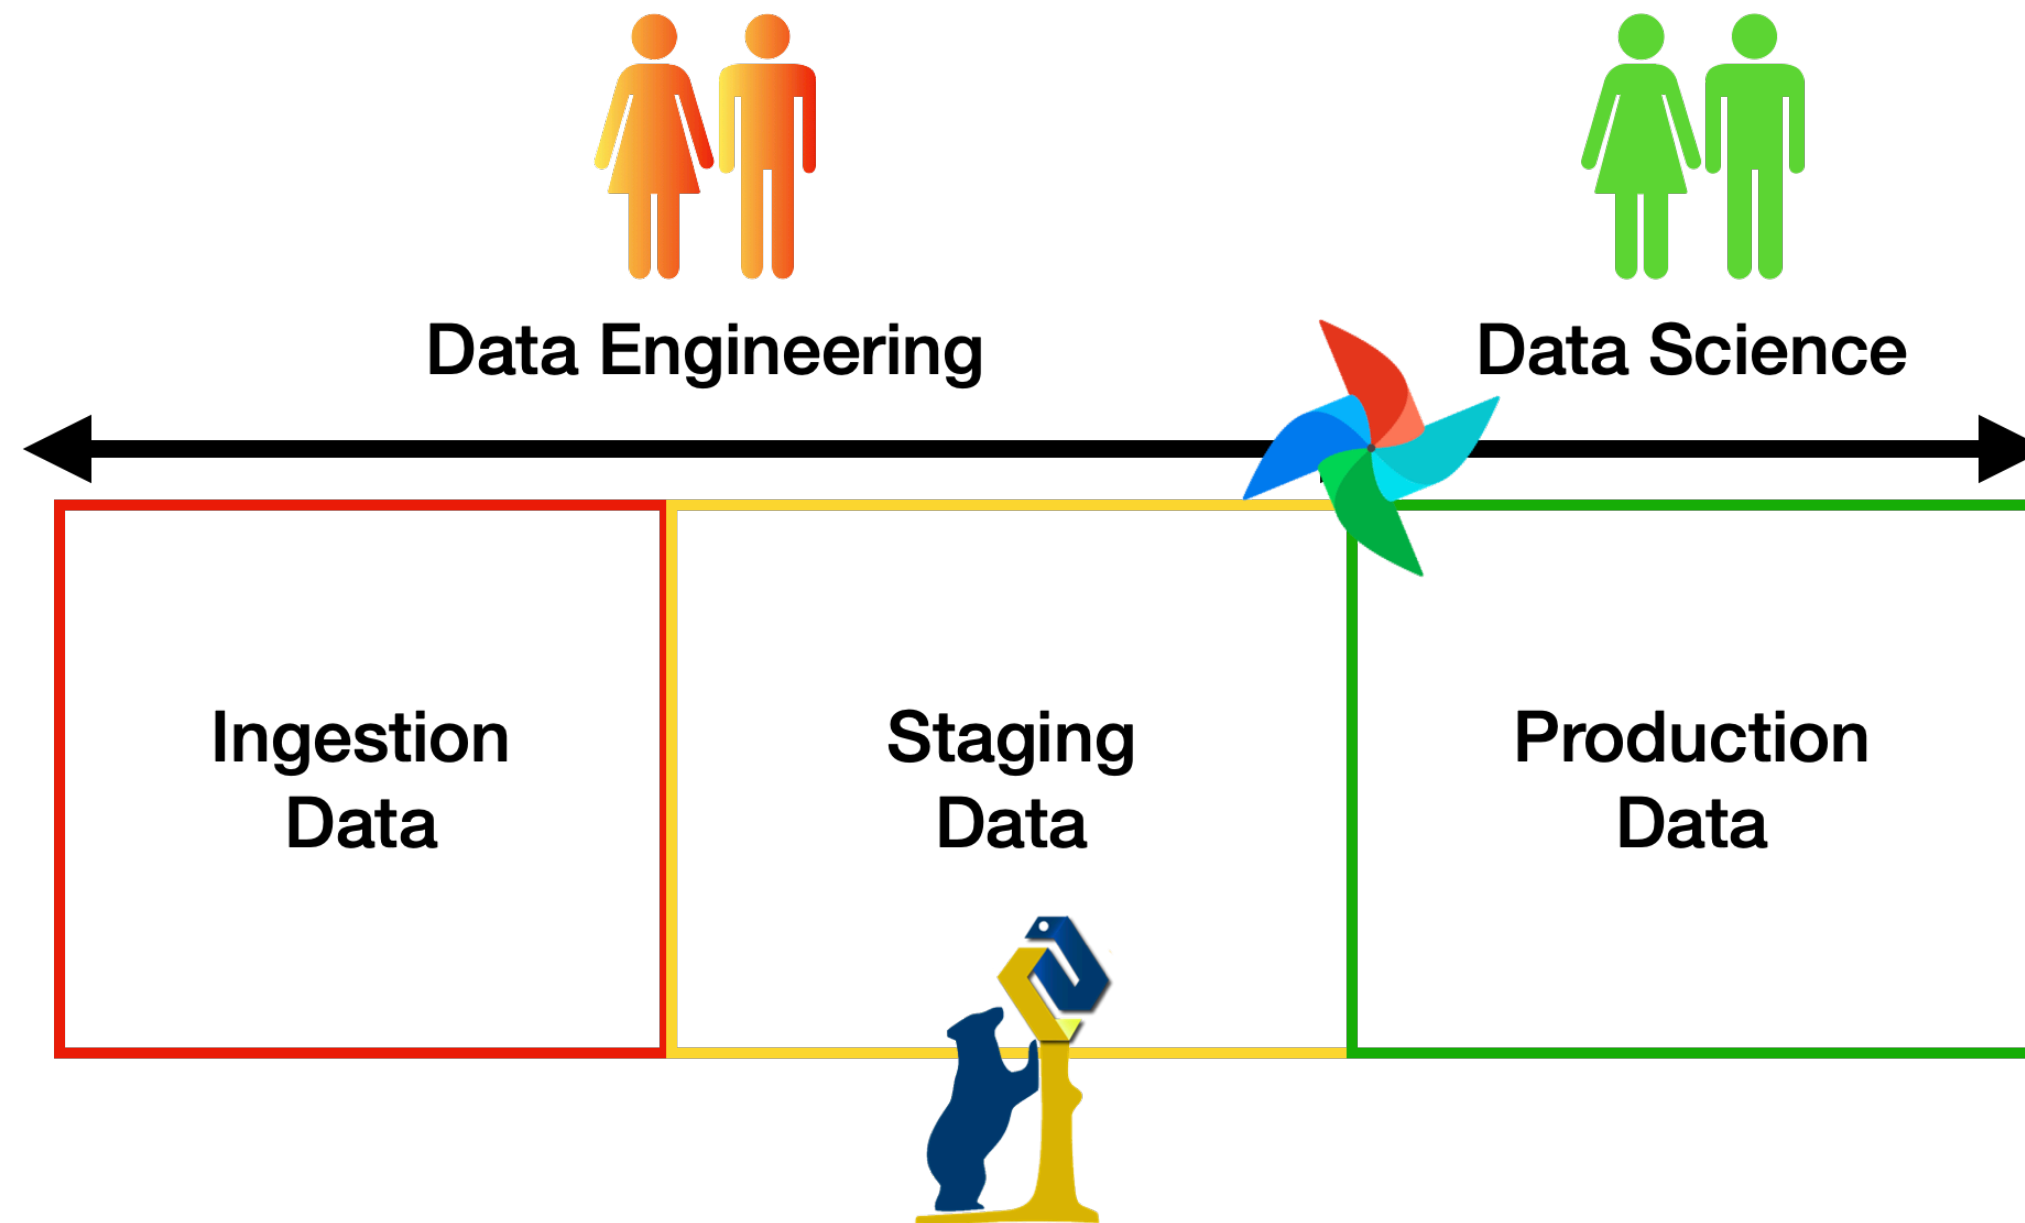 Data Engineering
Data Science
Ingestion
Data
Staging
Data
Production
Data